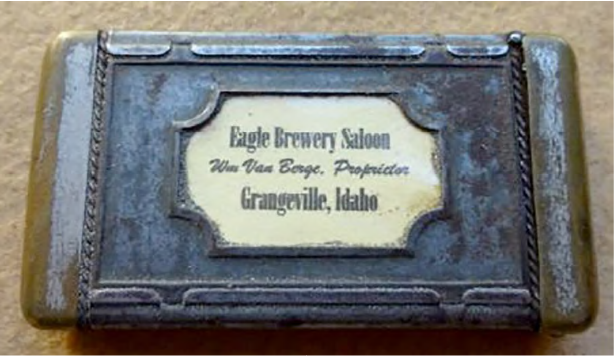 Eagle Brewery Saloon
Wm Van Berge, Proprietor
Grangeville, Idaho